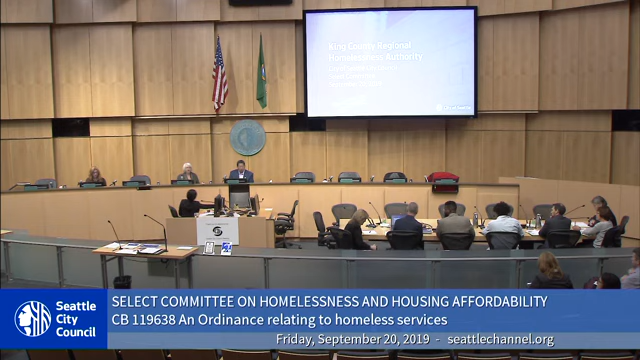 King County Regional
Homelessness Authority
Seattle
City
Council
SELECT COMMITTEE ON HOMELESSNESS AND HOUSING AFFORDABILITY
CB 119638 An Ordinance relating to homeless services
Friday, September 20, 2019 - seattlechannel.org